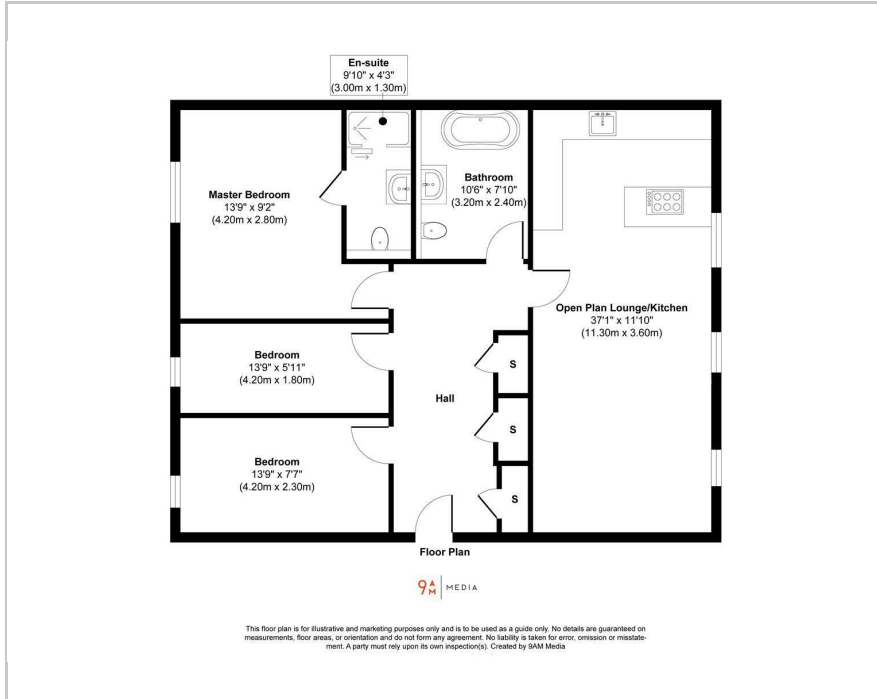 En-suite
9'10" x 4'3"
(3.00m x 1.30m)
Master Bedroom
13'9" x 9'2"
(4.20m x 2.80m)
Bathroom
10'6" x 7'10"
(3.20m x 2.40m)
Open Plan Lounge/Kitchen
37'1" x 11'10"
(11.30m x 3.60m)
Bedroom
13'9" x 5'11"
(4.20m x 1.80m)
Hall
S
S
S
Bedroom
13'9" x 7'7"
(4.20m x 2.30m)
Floor Plan
9AM MEDIA
This floor plan is for illustrative and marketing purposes only and is to be used as a guide only. No details are guaranteed on
measurements, floor areas, or orientation and do not form any agreement. No liability is taken for error, omission or misstate-
ment. A party must rely upon its own inspection(s). Created by 9AM Media